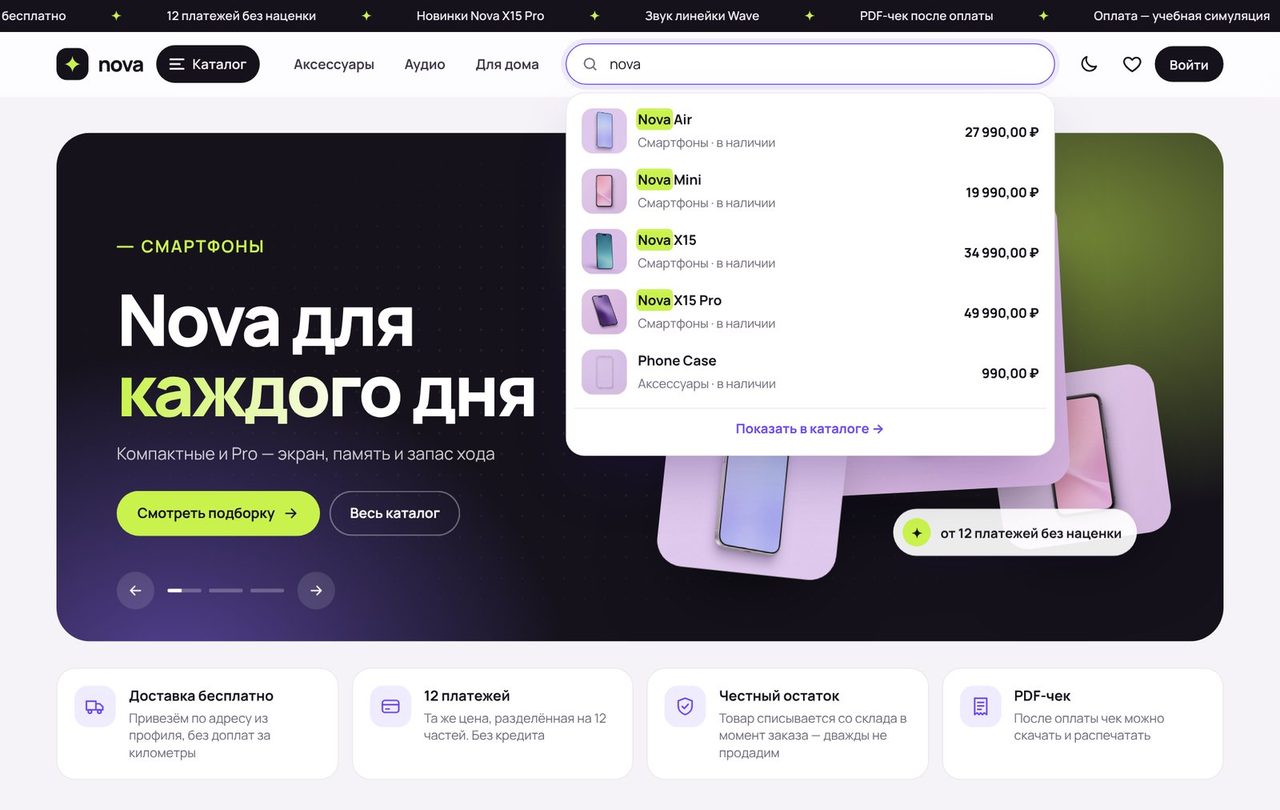 бесплатно ✦ 12 платежей без наценки ✦ Новинки Nova X15 Pro ✦ Звук линейки Wave ✦ PDF-чек после оплаты ✦ Оплата — учебная симуляция
nova
Каталог
Аксессуары
Аудио
Для дома
nova
Войти
Nova Air
Смартфоны · в наличии
27 990,00 ₽
Nova Mini
Смартфоны · в наличии
19 990,00 ₽
Nova X15
Смартфоны · в наличии
34 990,00 ₽
Nova X15 Pro
Смартфоны · в наличии
49 990,00 ₽
Phone Case
Аксессуары · в наличии
990,00 ₽
Показать в каталоге →
— СМАРТФОНЫ
Nova для
каждого дня
Компактные и Pro — экран, память и запас хода
Смотреть подборку →
Весь каталог
✦ от 12 платежей без наценки
Доставка бесплатно
Привезём по адресу из
профиля, без доплат за
километры
12 платежей
Та же цена, разделённая на 12
частей. Без кредита
Честный остаток
Товар списывается со склада в
момент заказа — дважды не
продадим
PDF-чек
После оплаты чек можно
скачать и распечатать